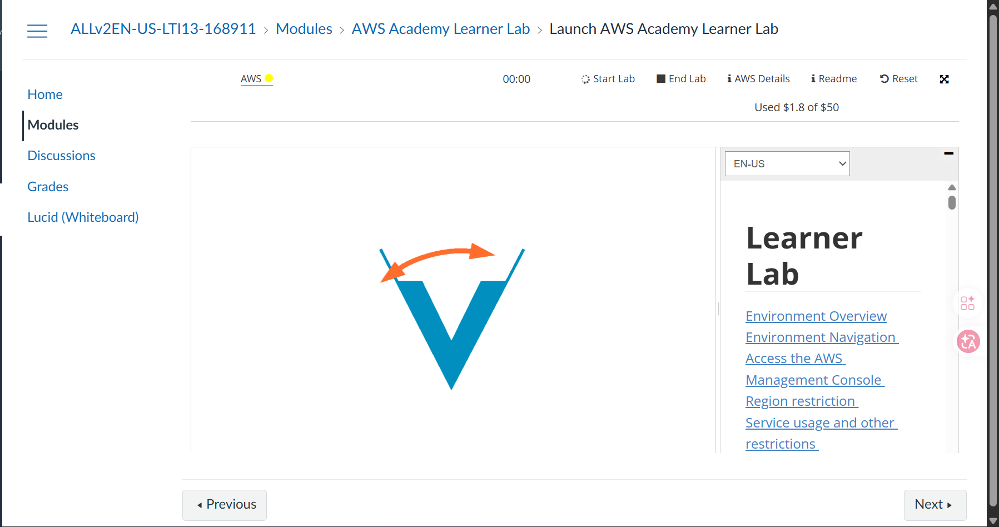 ALLv2EN-US-LTI13-168911 > Modules > AWS Academy Learner Lab > Launch AWS Academy Learner Lab
AWS 00:00 Start Lab End Lab AWS Details Readme Reset
Used $1.8 of $50
Home
Modules
Discussions
Grades
Lucid (Whiteboard)
EN-US
Learner
Lab
Environment Overview
Environment Navigation
Access the AWS
Management Console
Region restriction
Service usage and other
restrictions
Previous
Next